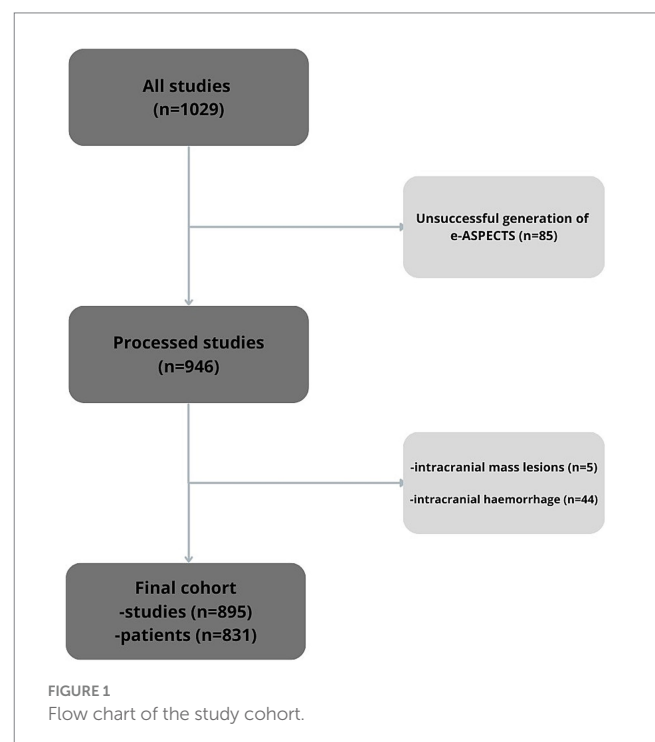 All studies
(n=1029)
Unsuccessful generation of
e-ASPECTS (n=85)
Processed studies
(n=946)
-intracranial mass lesions (n=5)
-intracranial haemorrhage (n=44)
Final cohort
-studies (n=895)
-patients (n=831)
FIGURE 1
Flow chart of the study cohort.